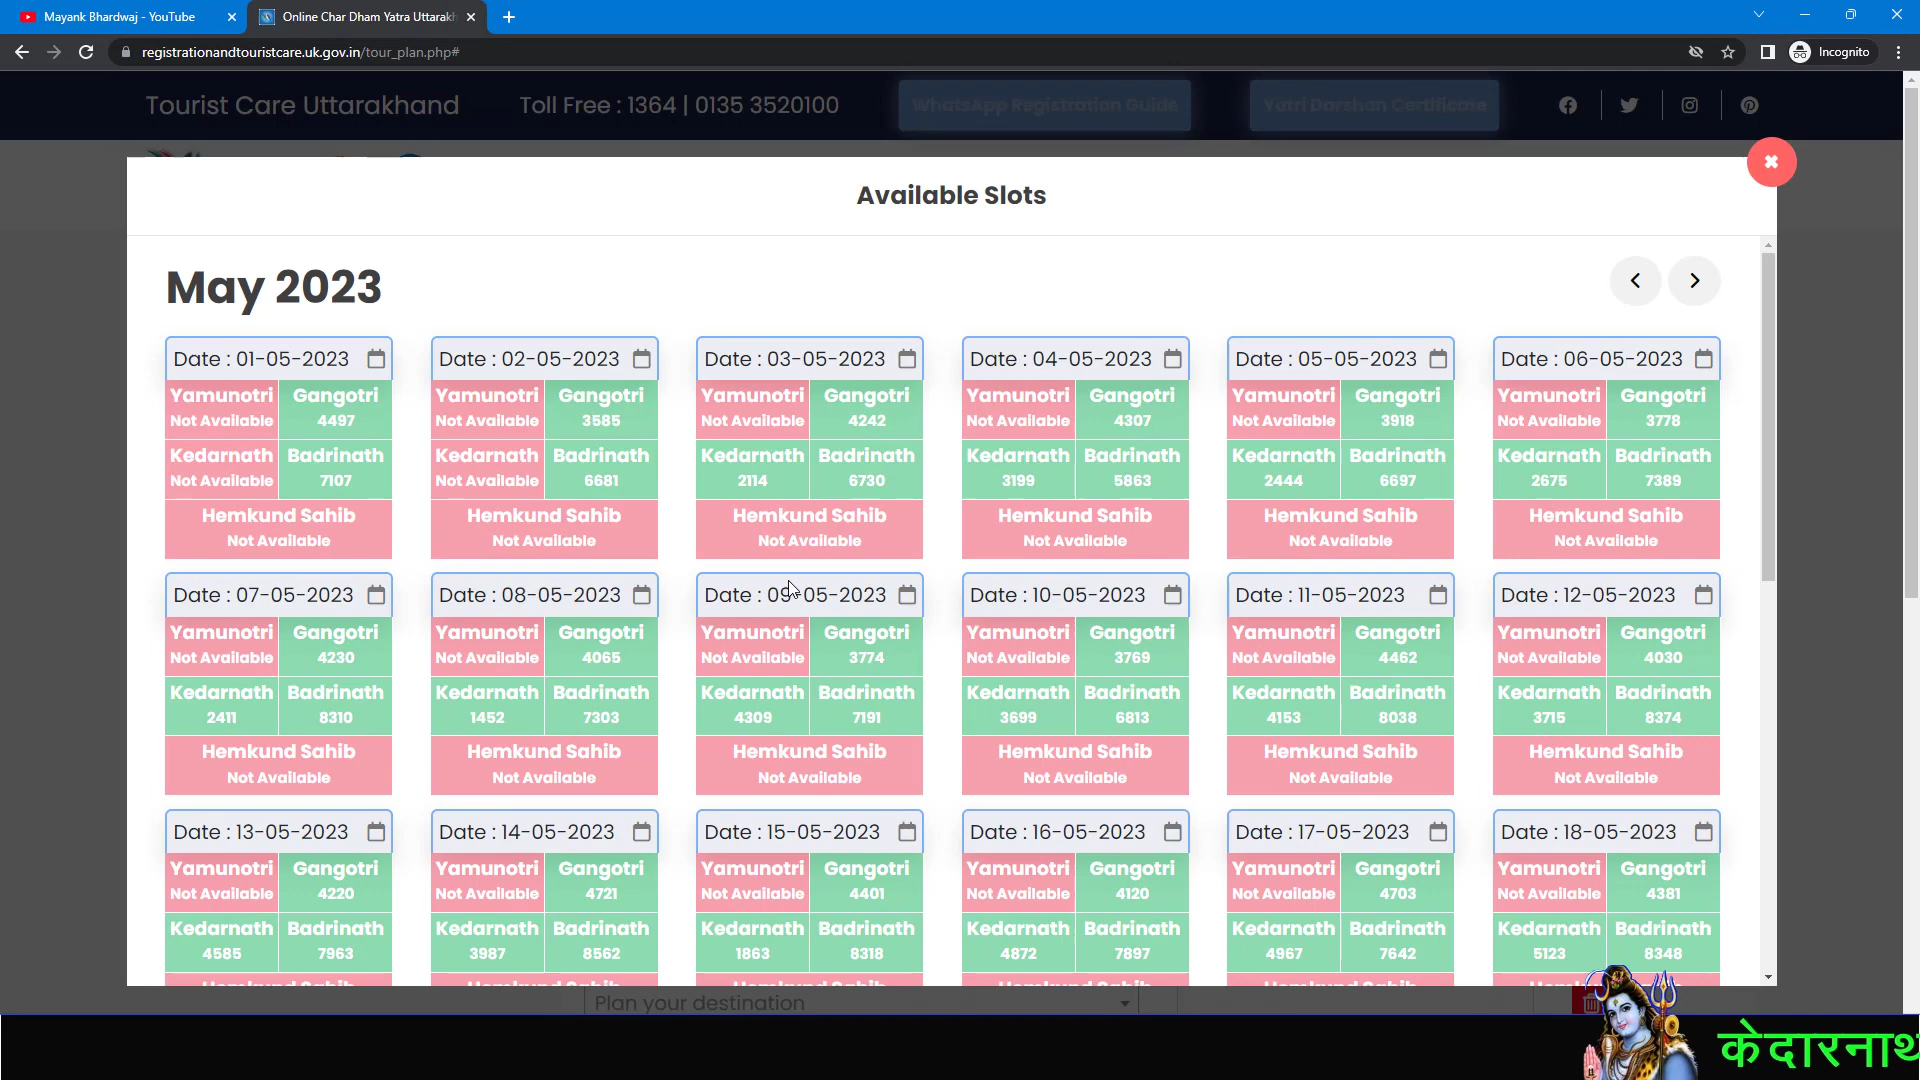 Mayank Bhardwaj - YouTube
Online Char Dham Yatra Uttarakh
registrationandtouristcare.uk.gov.in/tour_plan.php#
Incognito
Tourist Care Uttarakhand
Toll Free : 1364 | 0135 3520100
WhatsApp Registration Guide
Yatri Darshan Certificate
Available Slots
May 2023
Date : 01-05-2023 Date : 02-05-2023 Date : 03-05-2023 Date : 04-05-2023 Date : 05-05-2023 Date : 06-05-2023
Yamunotri Gangotri Yamunotri Gangotri Yamunotri Gangotri Yamunotri Gangotri Yamunotri Gangotri Yamunotri Gangotri
Not Available 4497 Not Available 3585 Not Available 4242 Not Available 4307 Not Available 3918 Not Available 3778
Kedarnath Badrinath Kedarnath Badrinath Kedarnath Badrinath Kedarnath Badrinath Kedarnath Badrinath Kedarnath Badrinath
Not Available 7107 Not Available 6681 2114 6730 3199 5863 2444 6697 2675 7389
Hemkund Sahib Hemkund Sahib Hemkund Sahib Hemkund Sahib Hemkund Sahib Hemkund Sahib
Not Available Not Available Not Available Not Available Not Available Not Available
Date : 07-05-2023 Date : 08-05-2023 Date : 09-05-2023 Date : 10-05-2023 Date : 11-05-2023 Date : 12-05-2023
Yamunotri Gangotri Yamunotri Gangotri Yamunotri Gangotri Yamunotri Gangotri Yamunotri Gangotri Yamunotri Gangotri
Not Available 4230 Not Available 4065 Not Available 3774 Not Available 3769 Not Available 4462 Not Available 4030
Kedarnath Badrinath Kedarnath Badrinath Kedarnath Badrinath Kedarnath Badrinath Kedarnath Badrinath Kedarnath Badrinath
2411 8310 1452 7303 4309 7191 3699 6813 4153 8038 3715 8374
Hemkund Sahib Hemkund Sahib Hemkund Sahib Hemkund Sahib Hemkund Sahib Hemkund Sahib
Not Available Not Available Not Available Not Available Not Available Not Available
Date : 13-05-2023 Date : 14-05-2023 Date : 15-05-2023 Date : 16-05-2023 Date : 17-05-2023 Date : 18-05-2023
Yamunotri Gangotri Yamunotri Gangotri Yamunotri Gangotri Yamunotri Gangotri Yamunotri Gangotri Yamunotri Gangotri
Not Available 4220 Not Available 4721 Not Available 4401 Not Available 4120 Not Available 4703 Not Available 4381
Kedarnath Badrinath Kedarnath Badrinath Kedarnath Badrinath Kedarnath Badrinath Kedarnath Badrinath Kedarnath Badrinath
4585 7963 3987 8562 1863 8318 4872 7897 4967 7642 5123 8348
Plan your destination
केदारनाथ